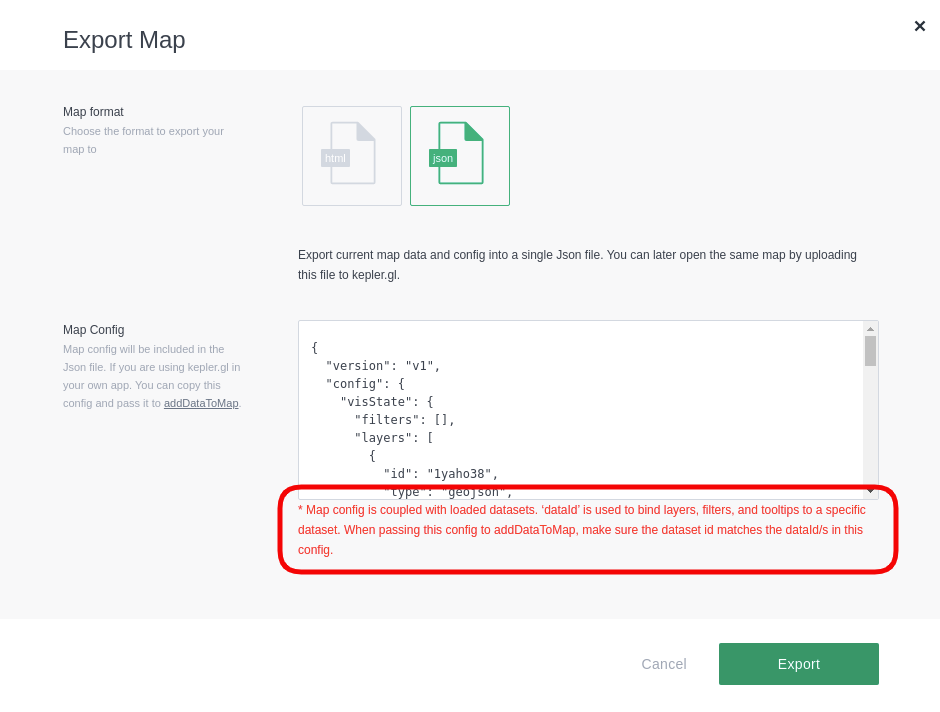 Export Map
×
Map format
Choose the format to export your
map to
html
json
Export current map data and config into a single Json file. You can later open the same map by uploading
this file to kepler.gl.
Map Config
Map config will be included in the
Json file. If you are using kepler.gl in
your own app. You can copy this
config and pass it to addDataToMap.
{
  "version": "v1",
  "config": {
    "visState": {
      "filters": [],
      "layers": [
        {
          "id": "1yaho38",
          "type": "geojson",
* Map config is coupled with loaded datasets. ‘dataId’ is used to bind layers, filters, and tooltips to a specific
dataset. When passing this config to addDataToMap, make sure the dataset id matches the dataId/s in this
config.
Cancel
Export